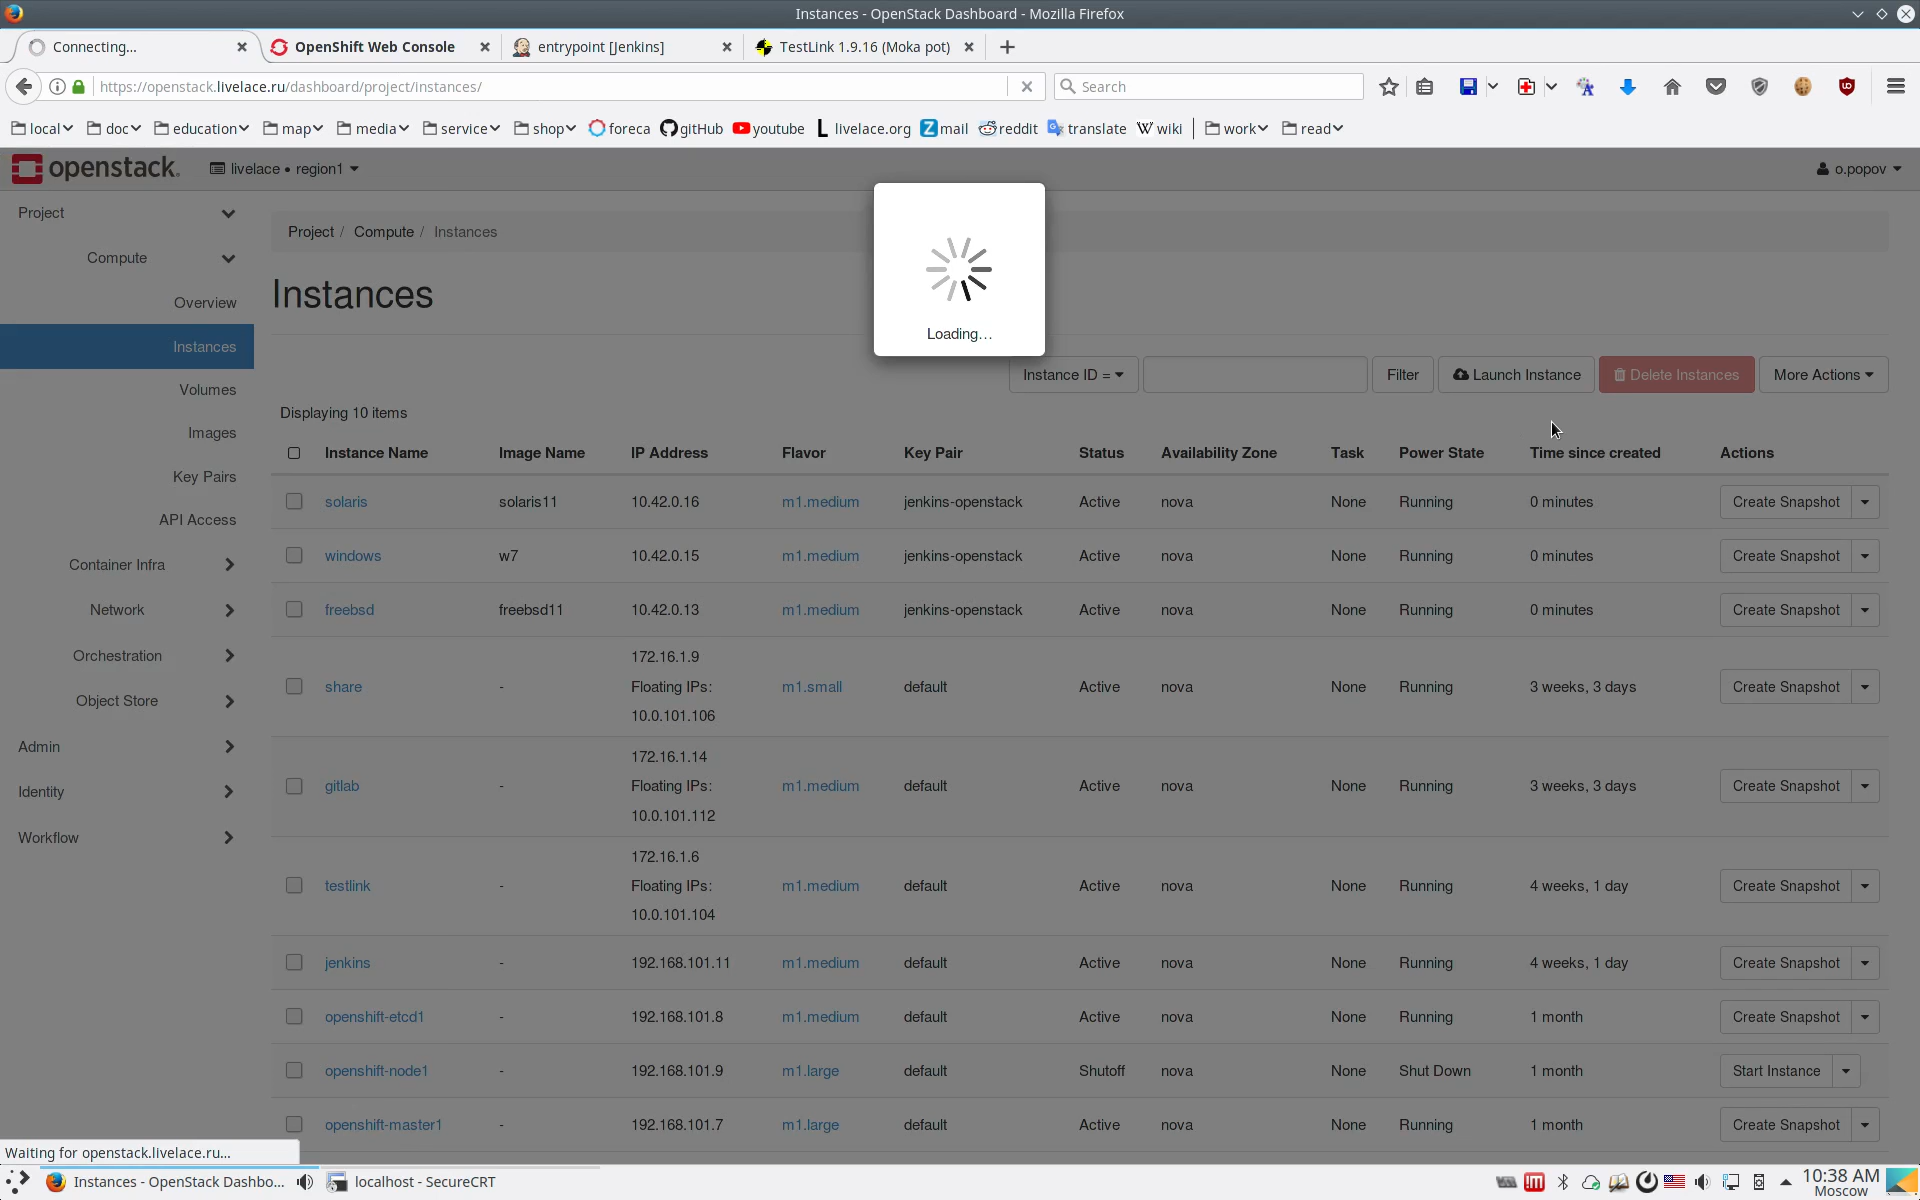 Instances - OpenStack Dashboard - Mozilla Firefox
Connecting...
OpenShift Web Console
entrypoint [Jenkins]
TestLink 1.9.16 (Moka pot)
https://openstack.livelace.ru/dashboard/project/instances/
Search
local doc education map media service shop foreca gitHub youtube livelace.org mail reddit translate wiki work read
openstack.
livelace • region1
o.popov
Project
Compute
Overview
Instances
Volumes
Images
Key Pairs
API Access
Container Infra
Network
Orchestration
Object Store
Admin
Identity
Workflow
Project / Compute / Instances
Instances
Loading...
Instance ID =
Filter
Launch Instance
Delete Instances
More Actions
Displaying 10 items
Instance Name Image Name IP Address Flavor Key Pair Status Availability Zone Task Power State Time since created Actions
solaris solaris11 10.42.0.16 m1.medium jenkins-openstack Active nova None Running 0 minutes Create Snapshot
windows w7 10.42.0.15 m1.medium jenkins-openstack Active nova None Running 0 minutes Create Snapshot
freebsd freebsd11 10.42.0.13 m1.medium jenkins-openstack Active nova None Running 0 minutes Create Snapshot
172.16.1.9
share - Floating IPs: m1.small default Active nova None Running 3 weeks, 3 days Create Snapshot
10.0.101.106
172.16.1.14
gitlab - Floating IPs: m1.medium default Active nova None Running 3 weeks, 3 days Create Snapshot
10.0.101.112
172.16.1.6
testlink - Floating IPs: m1.medium default Active nova None Running 4 weeks, 1 day Create Snapshot
10.0.101.104
jenkins - 192.168.101.11 m1.medium default Active nova None Running 4 weeks, 1 day Create Snapshot
openshift-etcd1 - 192.168.101.8 m1.medium default Active nova None Running 1 month Create Snapshot
openshift-node1 - 192.168.101.9 m1.large default Shutoff nova None Shut Down 1 month Start Instance
openshift-master1 - 192.168.101.7 m1.large default Active nova None Running 1 month Create Snapshot
Waiting for openstack.livelace.ru...
Instances - OpenStack Dashbo...
localhost - SecureCRT
10:38 AM
Moscow